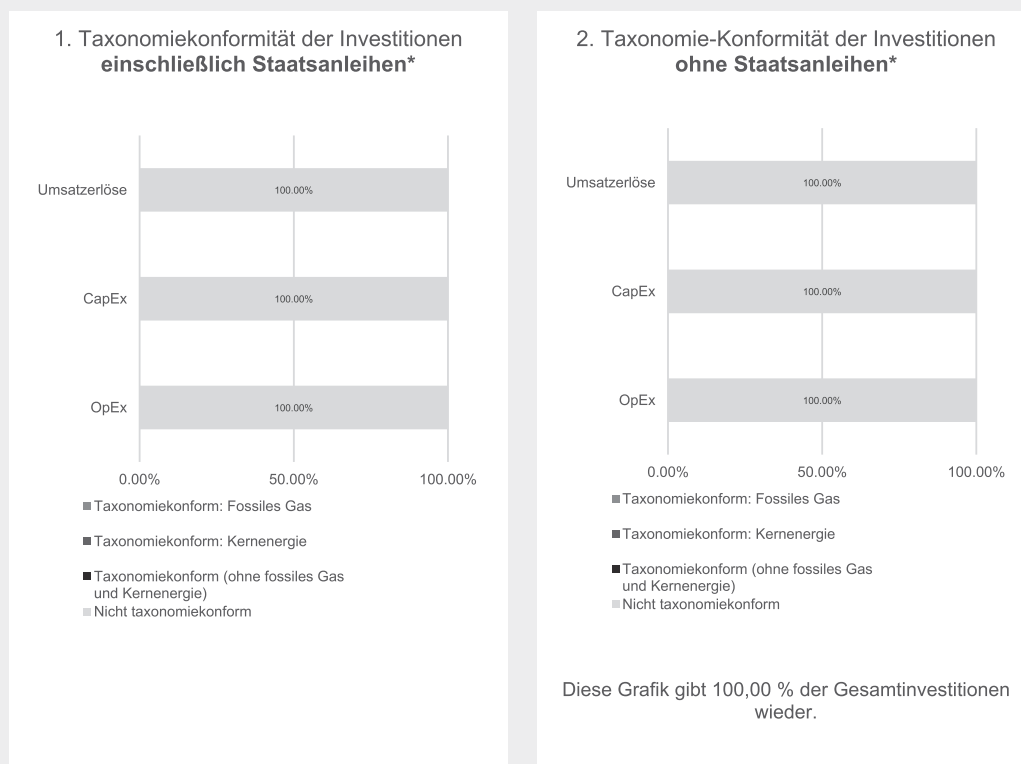 1. Taxonomiekonformität der Investitionen
einschließlich Staatsanleihen*
Umsatzerlöse
100.00%
CapEx
100.00%
OpEx
100.00%
0.00%
50.00%
100.00%
Taxonomiekonform: Fossiles Gas
Taxonomiekonform: Kernenergie
Taxonomiekonform (ohne fossiles Gas
und Kernenergie)
Nicht taxonomiekonform
2. Taxonomie-Konformität der Investitionen
ohne Staatsanleihen*
Umsatzerlöse
100.00%
CapEx
100.00%
OpEx
100.00%
0.00%
50.00%
100.00%
Taxonomiekonform: Fossiles Gas
Taxonomiekonform: Kernenergie
Taxonomiekonform (ohne fossiles Gas
und Kernenergie)
Nicht taxonomiekonform
Diese Grafik gibt 100,00 % der Gesamtinvestitionen
wieder.